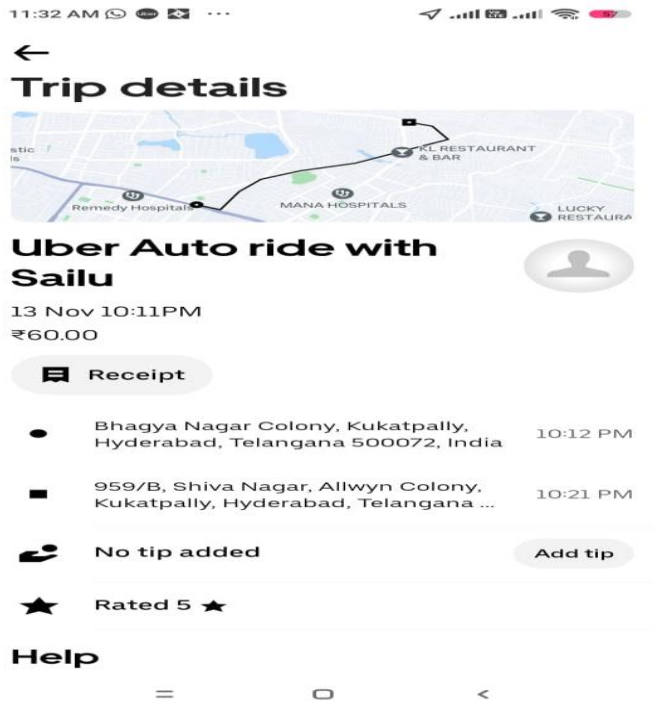 11:32 AM
57
Trip details
stic
ls
KL RESTAURANT
& BAR
Remedy Hospitals
MANA HOSPITALS
LUCKY
RESTAURA
Uber Auto ride with
Sailu
13 Nov 10:11PM
₹60.00
Receipt
Bhagya Nagar Colony, Kukatpally,
Hyderabad, Telangana 500072, India
10:12 PM
959/B, Shiva Nagar, Allwyn Colony,
Kukatpally, Hyderabad, Telangana ...
10:21 PM
No tip added
Add tip
Rated 5 ★
Help